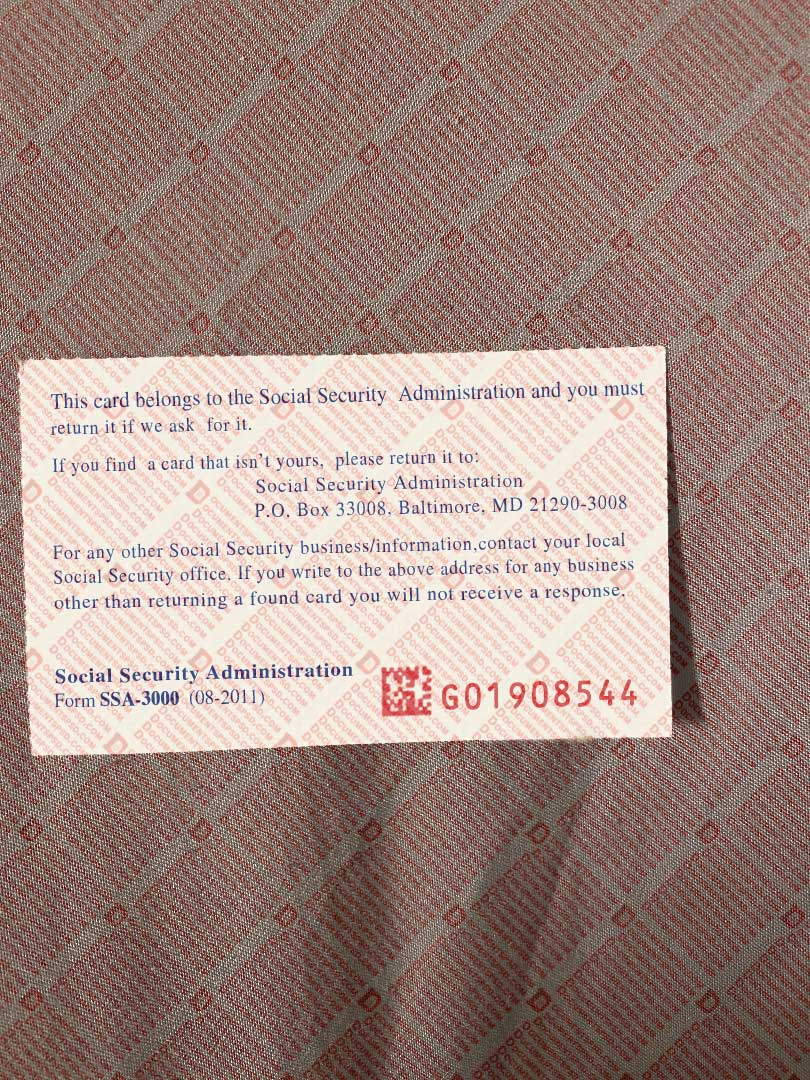 This card belongs to the Social Security Administration and you must
return it if we ask for it.
If you find a card that isn't yours, please return it to:
Social Security Administration
P.O. Box 33008, Baltimore, MD 21290-3008
For any other Social Security business/information,contact your local
Social Security office. If you write to the above address for any business
other than returning a found card you will not receive a response.
Social Security Administration
Form SSA-3000 (08-2011)
G01908544